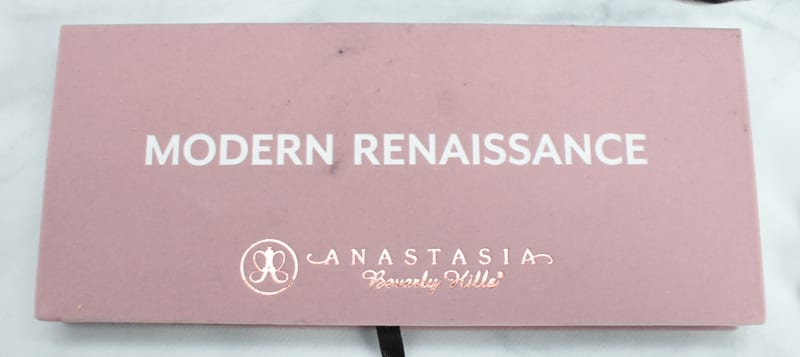 MODERN RENAISSANCE
ANASTASIA
Beverly Hills®